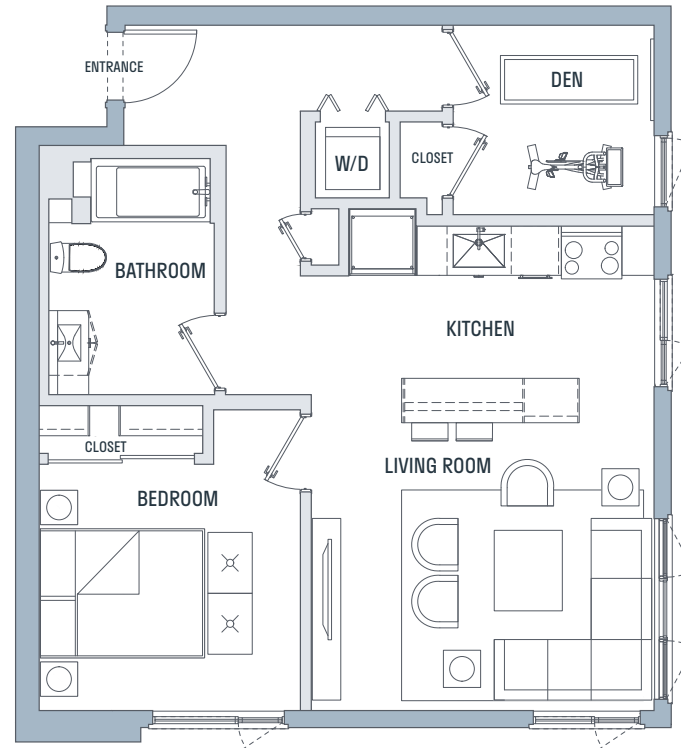 ENTRANCE
DEN
W/D
CLOSET
BATHROOM
KITCHEN
CLOSET
LIVING ROOM
BEDROOM